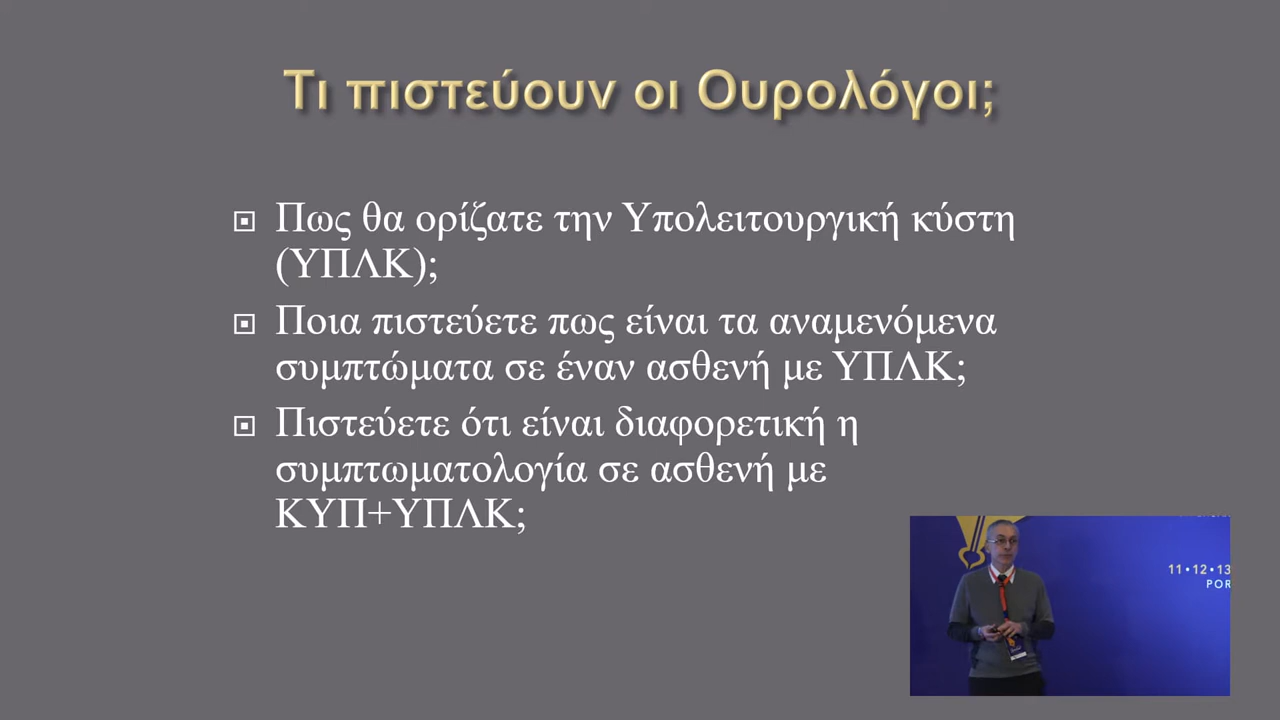 Τι πιστεύουν οι Ουρολόγοι;
Πως θα ορίζατε την Υπολειτουργική κύστη
(ΥΠΛΚ);
Ποια πιστεύετε πως είναι τα αναμενόμενα
συμπτώματα σε έναν ασθενή με ΥΠΛΚ;
Πιστεύετε ότι είναι διαφορετική η
συμπτωματολογία σε ασθενή με
ΚΥΠ+ΥΠΛΚ;
11•12•13
POR